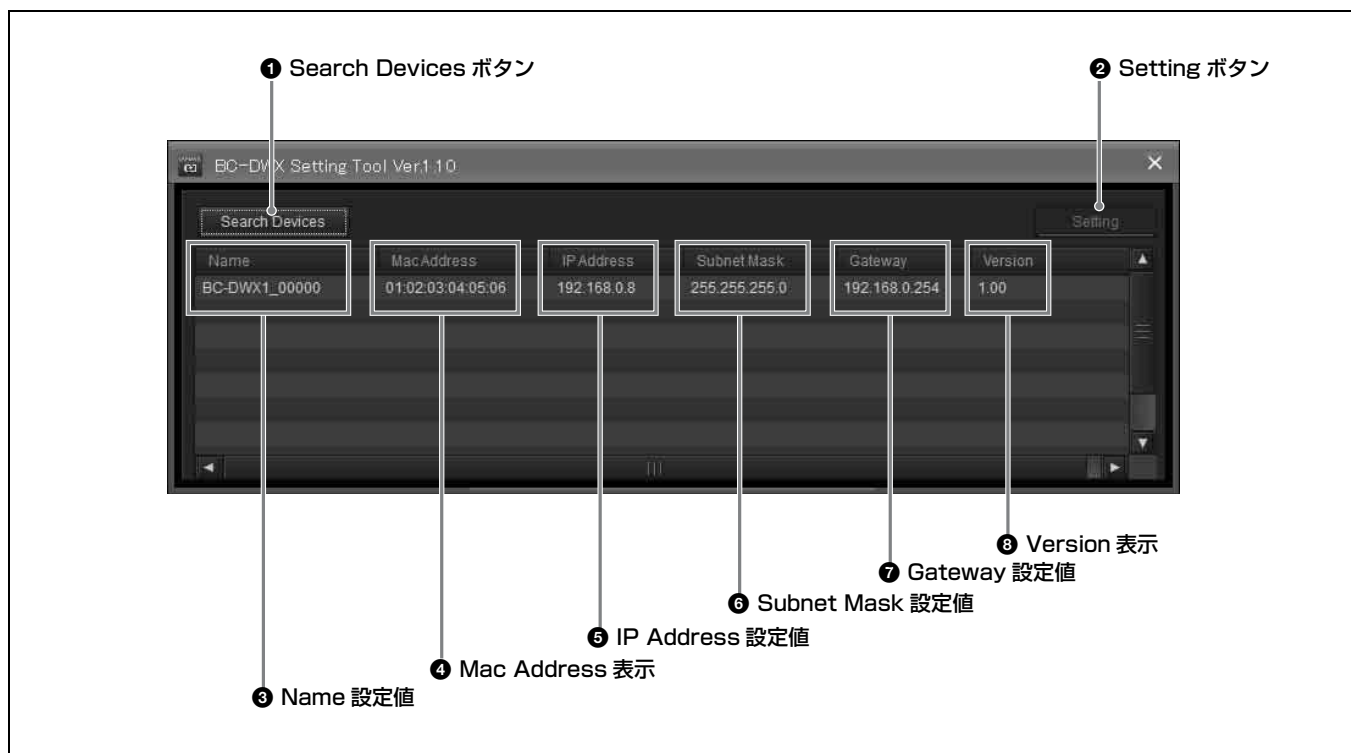 ❶ Search Devices ボタン
❷ Setting ボタン
BC-DWX Setting Tool Ver.1.10
Search Devices
Setting
Name Mac Address IP Address Subnet Mask Gateway Version
BC-DWX1_00000 01:02:03:04:05:06 192.168.0.8 255.255.255.0 192.168.0.254 1.00
❽ Version 表示
❼ Gateway 設定値
❻ Subnet Mask 設定値
❺ IP Address 設定値
❹ Mac Address 表示
❸ Name 設定値